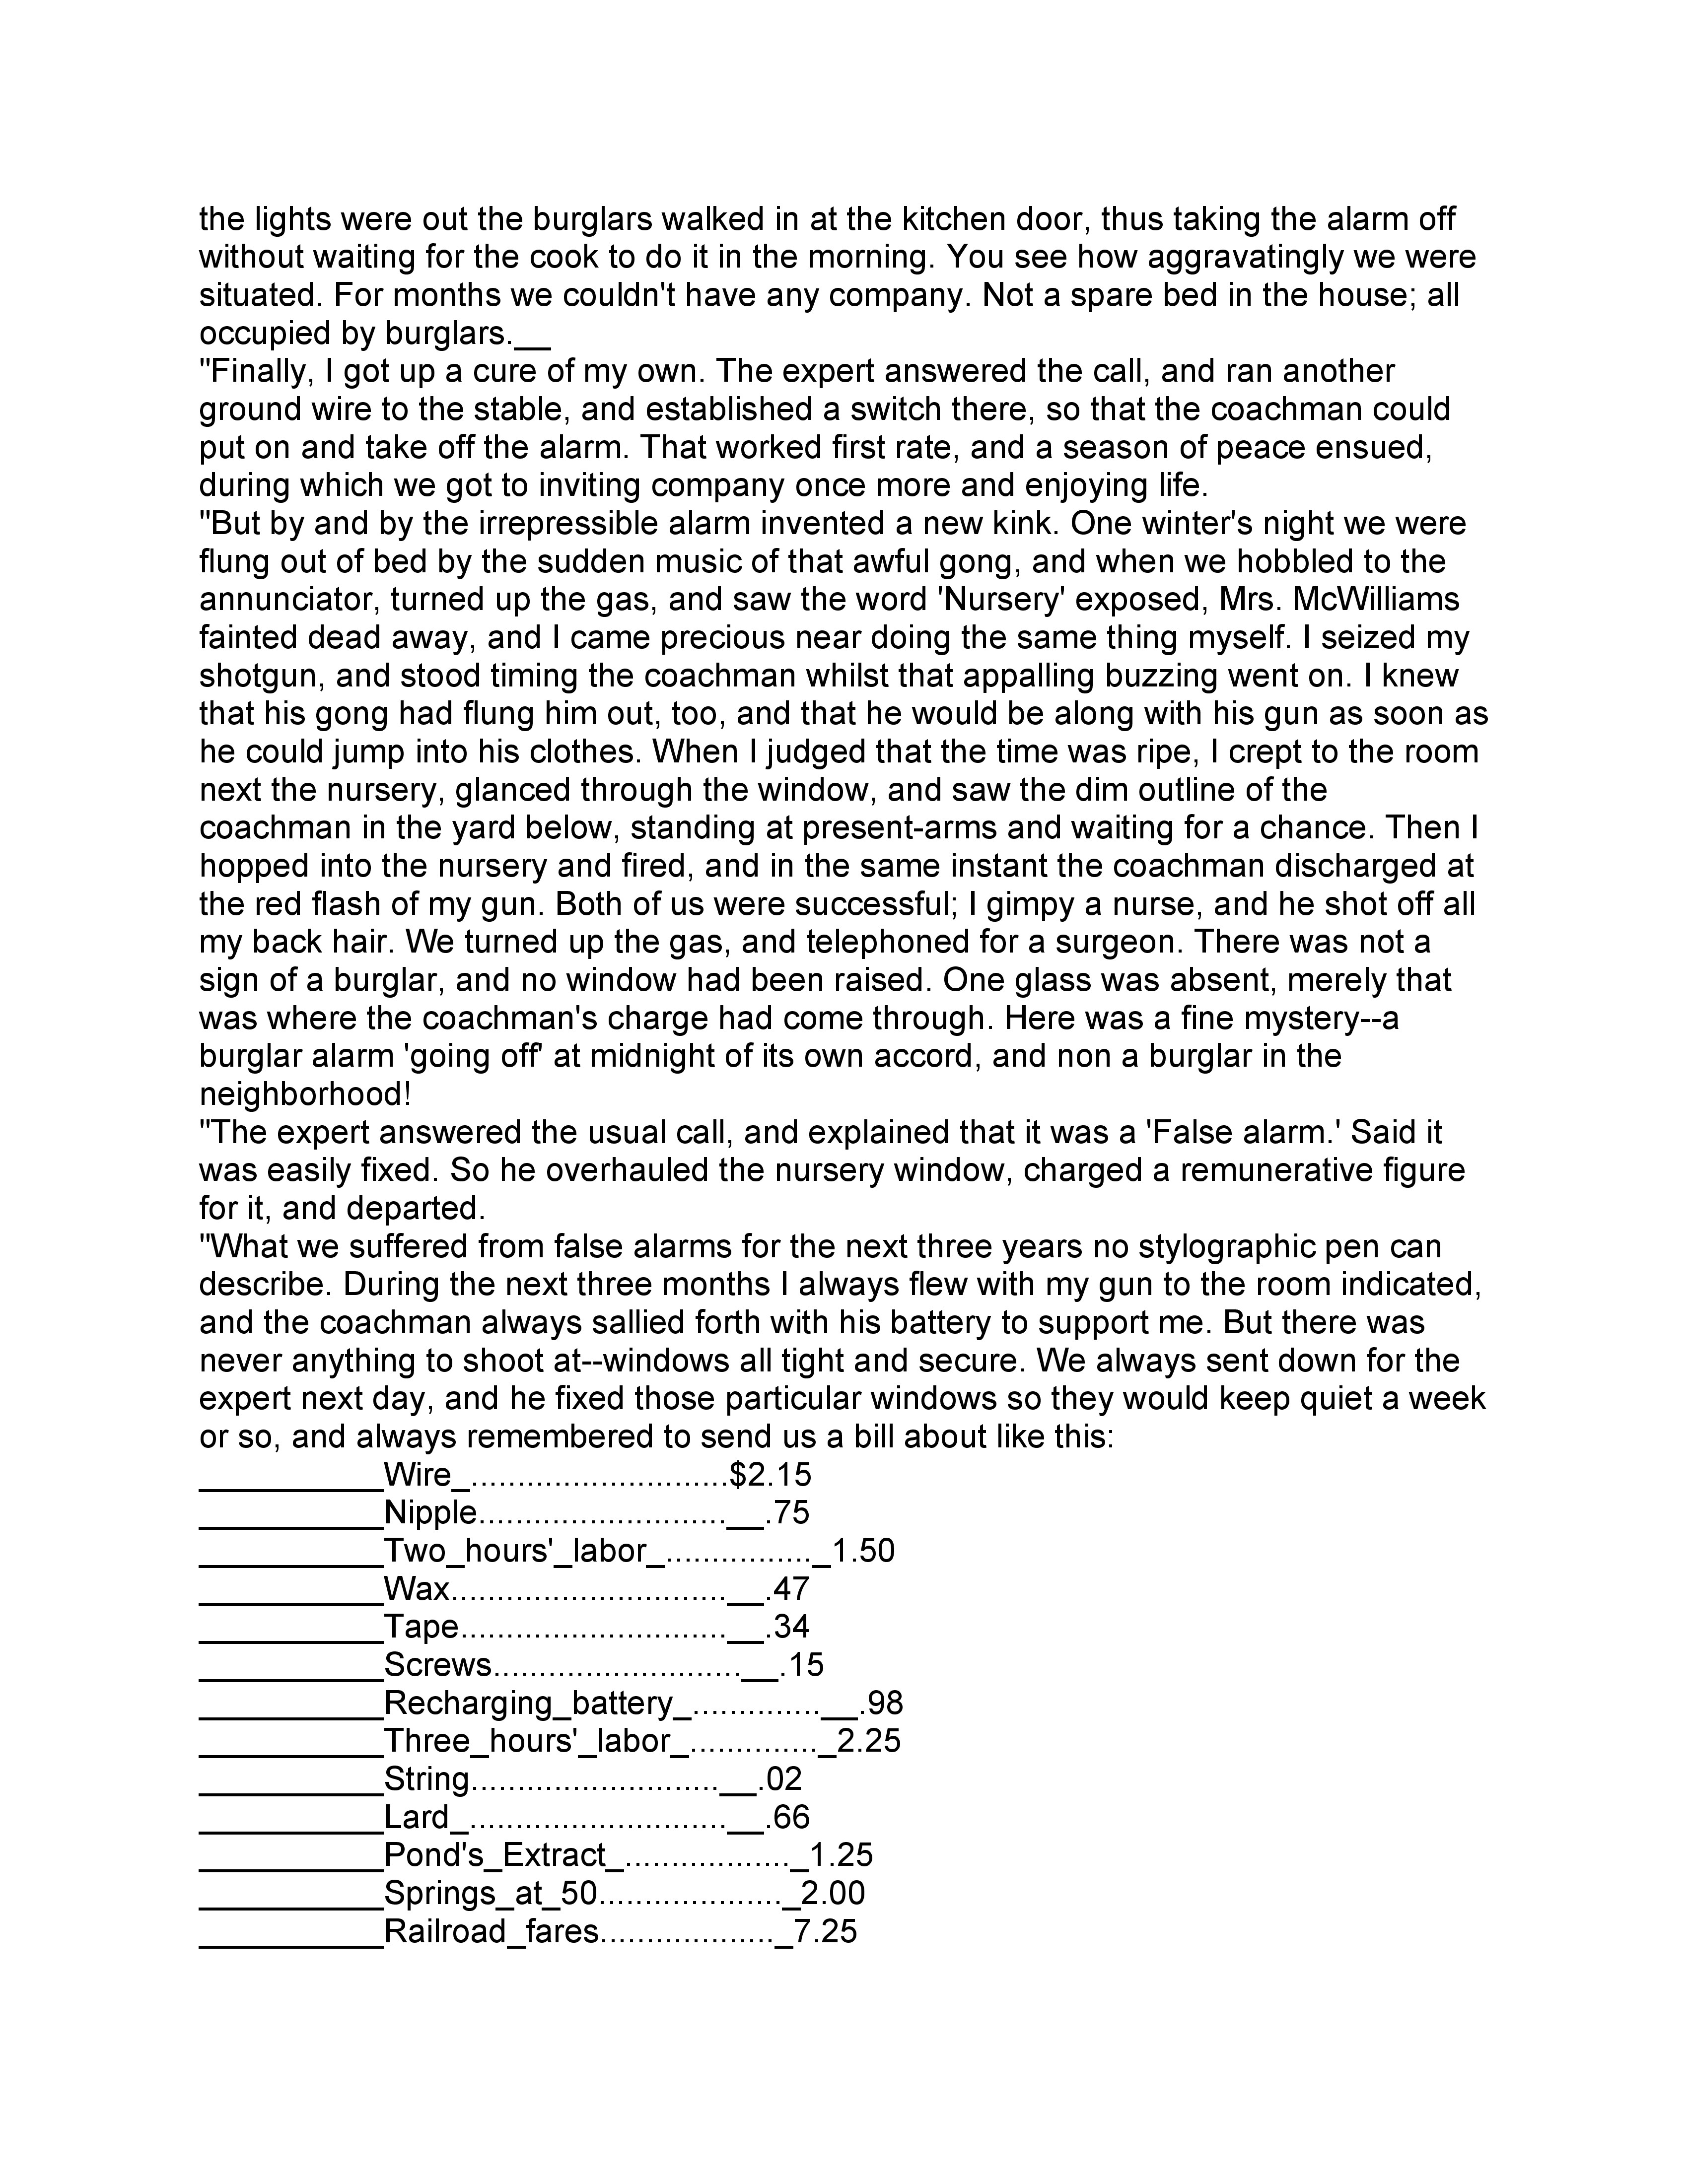 the lights were out the burglars walked in at the kitchen door, thus taking the alarm off
without waiting for the cook to do it in the morning. You see how aggravatingly we were
situated. For months we couldn't have any company. Not a spare bed in the house; all
occupied by burglars.__
"Finally, I got up a cure of my own. The expert answered the call, and ran another
ground wire to the stable, and established a switch there, so that the coachman could
put on and take off the alarm. That worked first rate, and a season of peace ensued,
during which we got to inviting company once more and enjoying life.
"But by and by the irrepressible alarm invented a new kink. One winter's night we were
flung out of bed by the sudden music of that awful gong, and when we hobbled to the
annunciator, turned up the gas, and saw the word 'Nursery' exposed, Mrs. McWilliams
fainted dead away, and I came precious near doing the same thing myself. I seized my
shotgun, and stood timing the coachman whilst that appalling buzzing went on. I knew
that his gong had flung him out, too, and that he would be along with his gun as soon as
he could jump into his clothes. When I judged that the time was ripe, I crept to the room
next the nursery, glanced through the window, and saw the dim outline of the
coachman in the yard below, standing at present-arms and waiting for a chance. Then I
hopped into the nursery and fired, and in the same instant the coachman discharged at
the red flash of my gun. Both of us were successful; I gimpy a nurse, and he shot off all
my back hair. We turned up the gas, and telephoned for a surgeon. There was not a
sign of a burglar, and no window had been raised. One glass was absent, merely that
was where the coachman's charge had come through. Here was a fine mystery--a
burglar alarm 'going off' at midnight of its own accord, and non a burglar in the
neighborhood!
"The expert answered the usual call, and explained that it was a 'False alarm.' Said it
was easily fixed. So he overhauled the nursery window, charged a remunerative figure
for it, and departed.
"What we suffered from false alarms for the next three years no stylographic pen can
describe. During the next three months I always flew with my gun to the room indicated,
and the coachman always sallied forth with his battery to support me. But there was
never anything to shoot at--windows all tight and secure. We always sent down for the
expert next day, and he fixed those particular windows so they would keep quiet a week
or so, and always remembered to send us a bill about like this:
__________Wire_............................$2.15
__________Nipple...........................__.75
__________Two_hours'_labor_................_1.50
__________Wax..............................__.47
__________Tape.............................__.34
__________Screws...........................__.15
__________Recharging_battery_..............__.98
__________Three_hours'_labor_.............._2.25
__________String...........................__.02
__________Lard_............................__.66
__________Pond's_Extract_.................._1.25
__________Springs_at_50...................._2.00
__________Railroad_fares..................._7.25